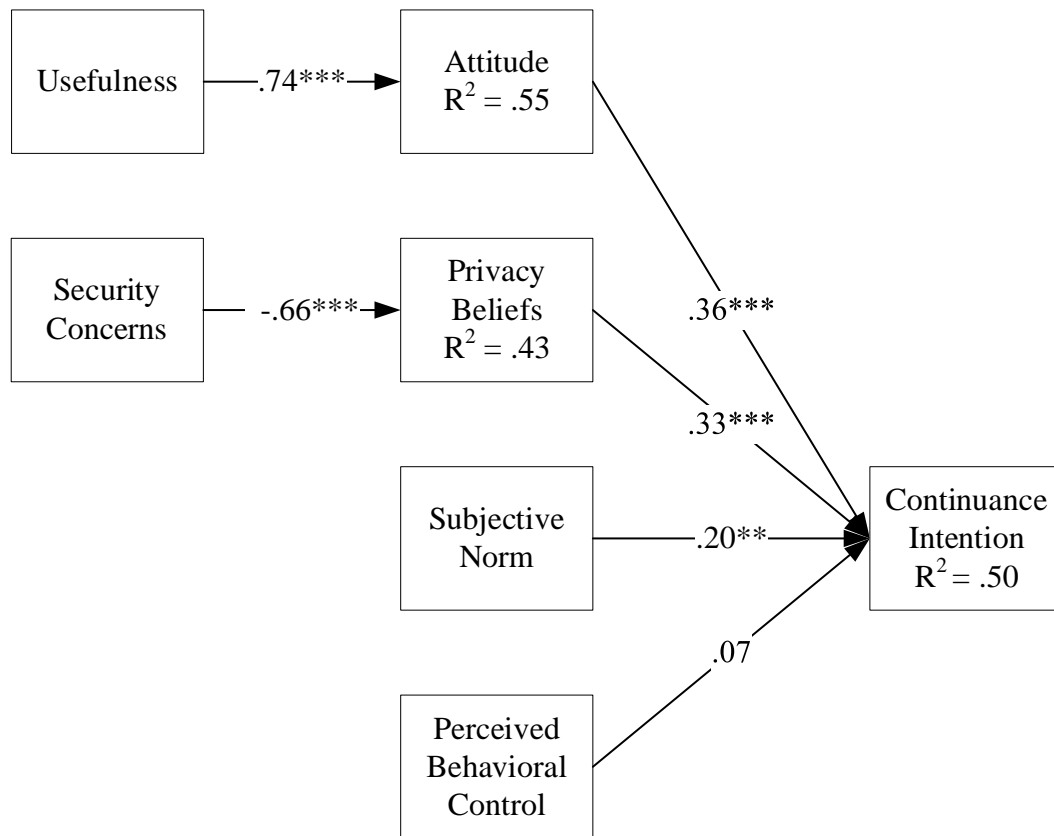 Usefulness
.74***
Attitude
R² = .55
Security
Concerns
-.66***
Privacy
Beliefs
R² = .43
.36***
.33***
Subjective
Norm
.20**
Continuance
Intention
R² = .50
.07
Perceived
Behavioral
Control